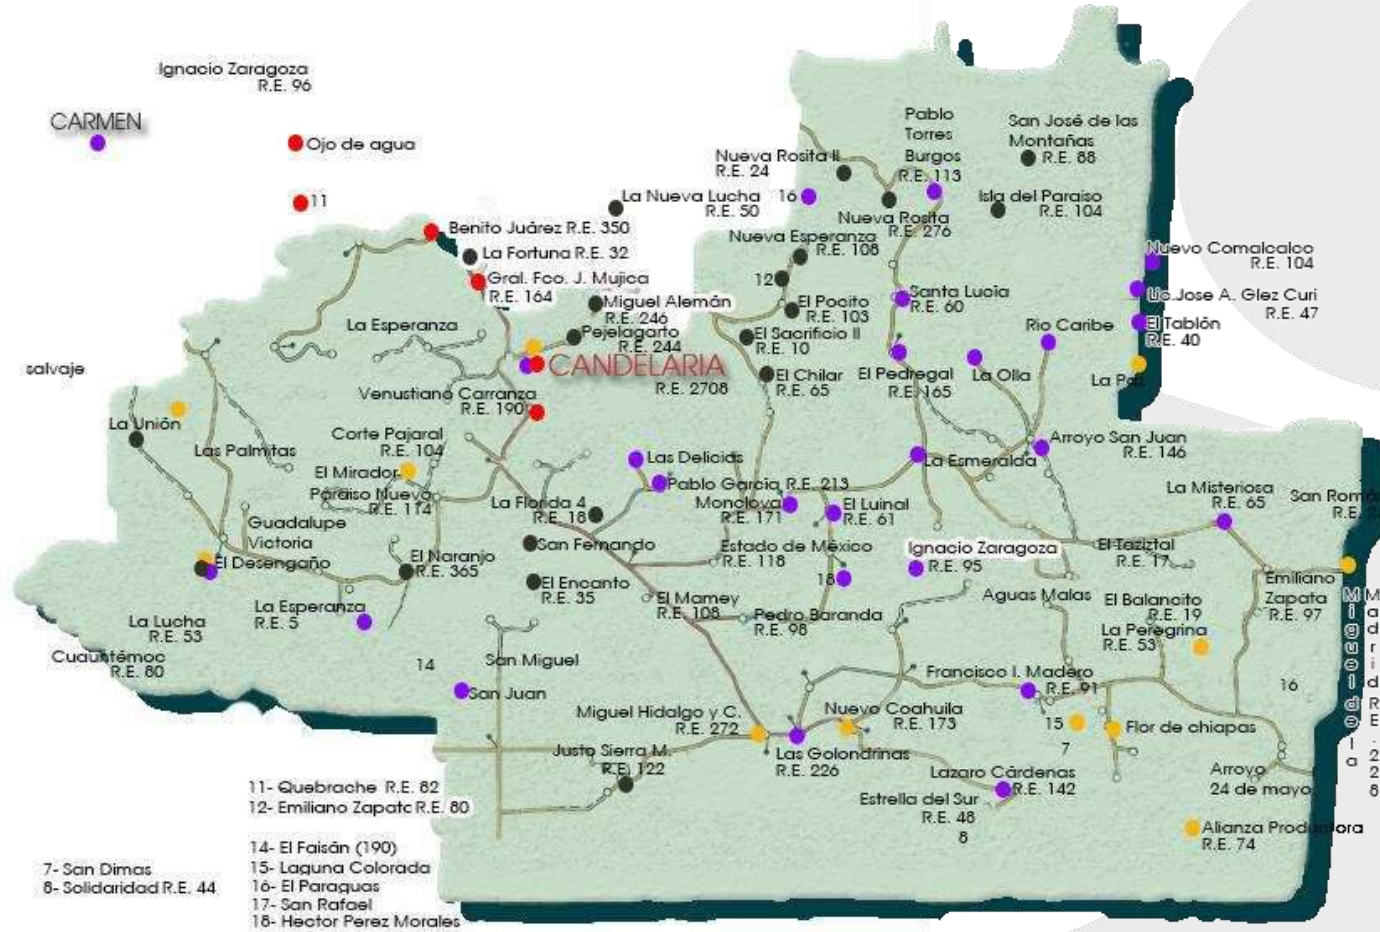 Ignacio Zaragoza
R.E. 96
CARMEN
Ojo de agua
11
Benito Juárez R.E. 350
La Fortuna R.E. 32
Gral. Fco. J. Mujica
R.E. 164
La Nueva Lucha
R.E. 50
16
Nueva Rosita II
R.E. 24
Pablo
Torres
Burgos
R.E. 113
San José de las
Montañas
R.E. 88
Isla del Paraiso
R.E. 104
Nueva Rosita
R.E. 276
Nueva Esperanza
R.E. 108
12
Nuevo Comalcalco
R.E. 104
Lic.Jose A. Glez Curi
R.E. 47
El Tablón
R.E. 40
La Paz
Miguel Alemán
R.E. 246
Pejelagarto
R.E. 244
El Pocito
R.E. 103
El Sacrificio II
R.E. 10
Santa Lucia
R.E. 60
Rio Caribe
La Esperanza
CANDELARIA
R.E. 2708
El Chilar
R.E. 65
El Pedregal
R.E. 165
La Olla
salvaje
Venustiano Carranza
R.E. 190
La Unión
Las Palmitas
Corte Pajaral
R.E. 104
El Mirador
Paraiso Nuevo
R.E. 114
Las Delicias
Pablo Garcia R.E. 213
La Esmeralda
Arroyo San Juan
R.E. 146
La Florida 4
R.E. 18
Monclova
R.E. 171
El Luinal
R.E. 61
La Misteriosa
R.E. 65
San Román
Guadalupe
Victoria
El Desengaño
El Naranjo
R.E. 365
San Fernando
Estado de México
R.E. 118
Ignacio Zaragoza
R.E. 95
El Taziztal
R.E. 17
El Encanto
R.E. 35
18
La Esperanza
R.E. 5
El Mamey
R.E. 108
Pedro Baranda
R.E. 98
Aguas Malas
El Balancito
R.E. 19
Emiliano
Zapata
R.E. 97
La Lucha
R.E. 53
La Peregrina
R.E. 53
Cuauhtémoc
R.E. 80
14
San Miguel
San Juan
Francisco I. Madero
R.E. 91
16
Miguel de la
Madrid R.E. 228
Miguel Hidalgo y C.
R.E. 272
Nuevo Coahuila
R.E. 173
15
7
Flor de chiapas
Justo Sierra M.
R.E. 122
Las Golondrinas
R.E. 226
Lazaro Cárdenas
R.E. 142
Arroyo
24 de mayo
Estrella del Sur
R.E. 48
8
Alianza Productora
R.E. 74
11- Quebrache R.E. 82
12- Emiliano Zapata R.E. 80
14- El Faisán (190)
15- Laguna Colorada
16- El Paraguas
17- San Rafael
18- Hector Perez Morales
7- San Dimas
8- Solidaridad R.E. 44